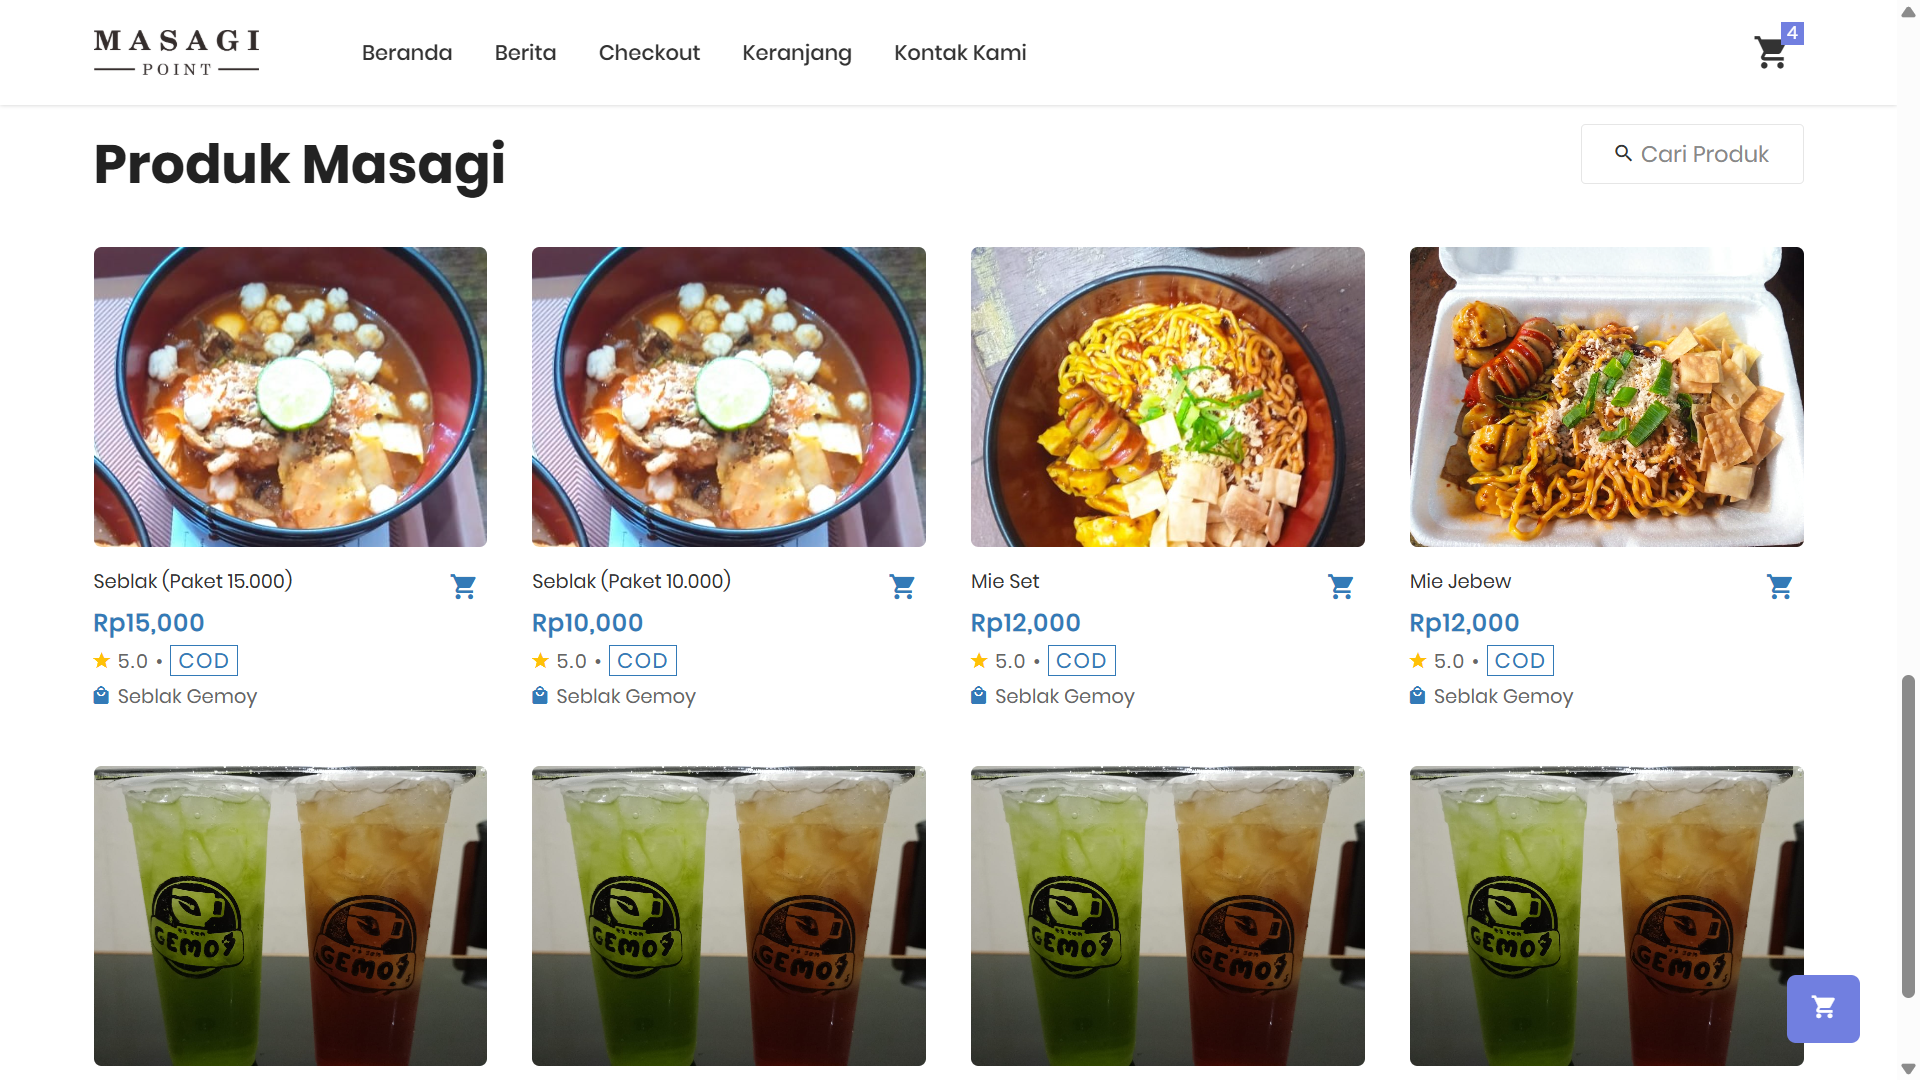 MASAGI
POINT
Beranda
Berita
Checkout
Keranjang
Kontak Kami
4
Produk Masagi
Cari Produk
Seblak (Paket 15.000)
Rp15,000
5.0 • COD
Seblak Gemoy
Seblak (Paket 10.000)
Rp10,000
5.0 • COD
Seblak Gemoy
Mie Set
Rp12,000
5.0 • COD
Seblak Gemoy
Mie Jebew
Rp12,000
5.0 • COD
Seblak Gemoy
GEMOY
GEMOY
GEMOY
GEMOY
GEMOY
GEMOY
GEMOY
GEMOY